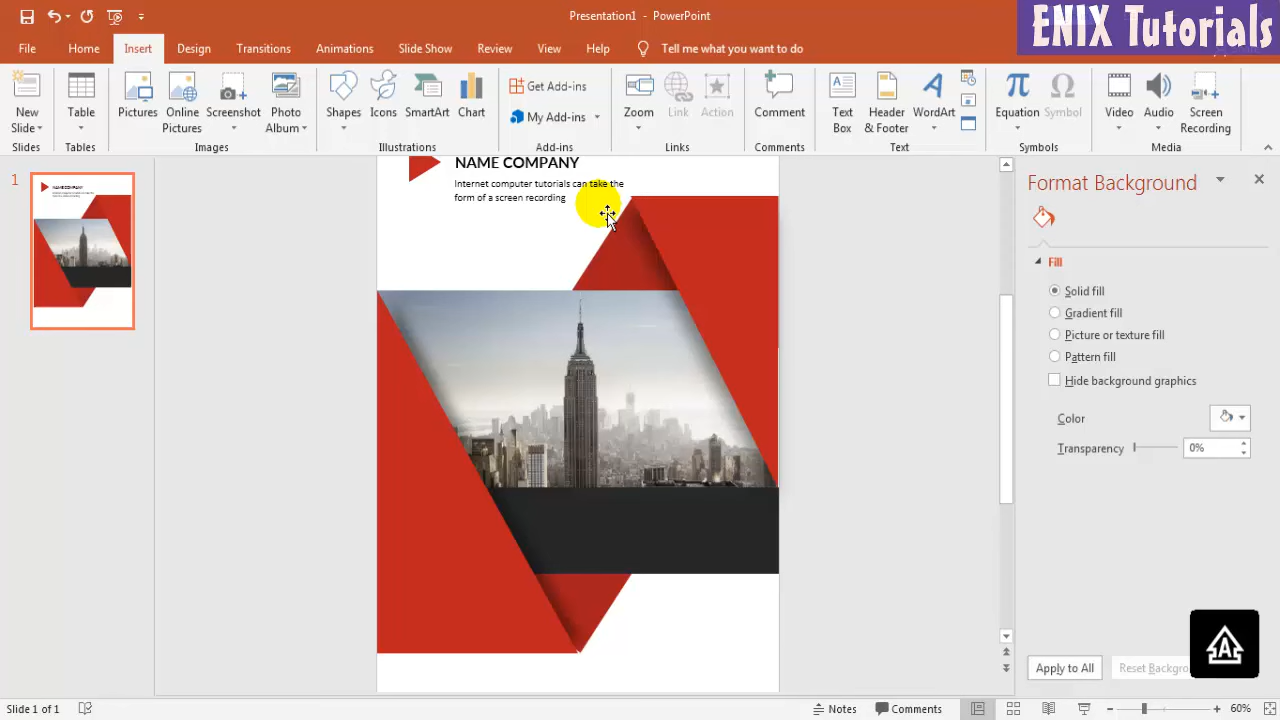 Presentation1 - PowerPoint
ENIX Tutorials
File Home Insert Design Transitions Animations Slide Show Review View Help Tell me what you want to do
New Slide
Table
Pictures
Online Pictures
Screenshot
Photo Album
Shapes
Icons
SmartArt
Chart
Get Add-ins
My Add-ins
Zoom
Link
Action
Comment
Text Box
Header & Footer
WordArt
Equation
Symbol
Video
Audio
Screen Recording
Slides Tables Images Illustrations Add-ins Links Comments Text Symbols Media
1
NAME COMPANY
Internet computer tutorials can take the
form of a screen recording
Format Background
Fill
Solid fill
Gradient fill
Picture or texture fill
Pattern fill
Hide background graphics
Color
Transparency 0%
Apply to All
A
Slide 1 of 1
Notes
Comments
60%